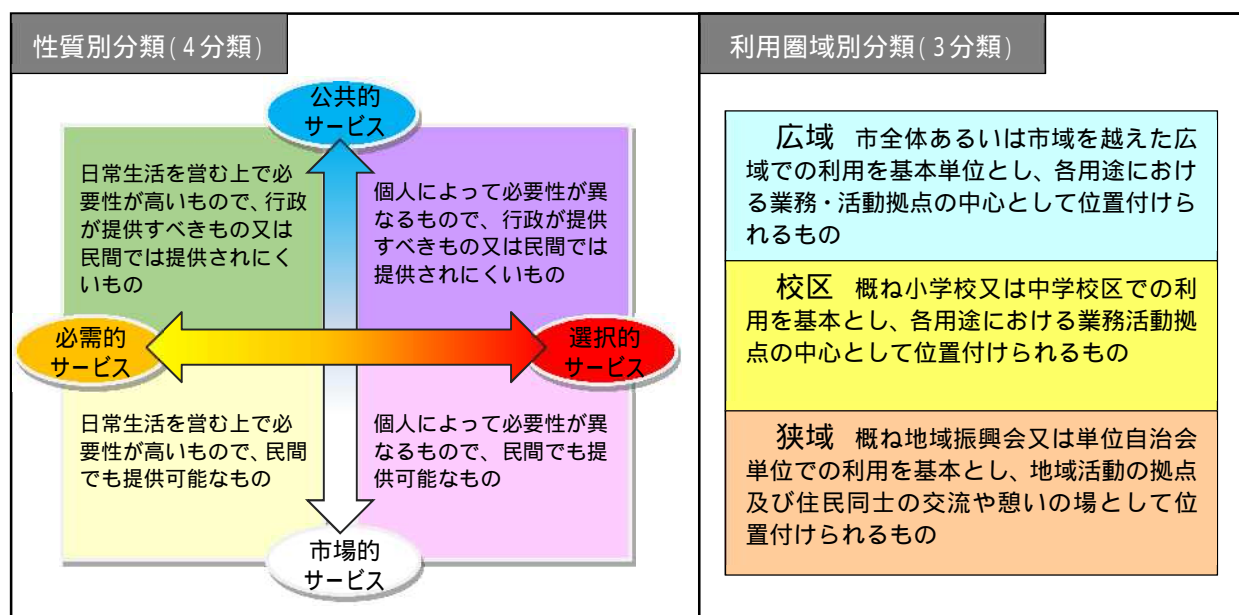 性質別分類(4分類)
公共的
サービス
日常生活を営む上で必
要性が高いもので、行政
が提供すべきもの又は
民間では提供されにく
いもの
個人によって必要性が異
なるもので、行政が提供
すべきもの又は民間では
提供されにくいもの
必需的
サービス
選択的
サービス
日常生活を営む上で必
要性が高いもので、民間
でも提供可能なもの
個人によって必要性が異
なるもので、民間でも提
供可能なもの
市場的
サービス
利用圏域別分類(3分類)
広域 市全体あるいは市域を越えた広
域での利用を基本単位とし、各用途におけ
る業務・活動拠点の中心として位置付けら
れるもの
校区 概ね小学校又は中学校区での利
用を基本とし、各用途における業務活動拠
点の中心として位置付けられるもの
狭域 概ね地域振興会又は単位自治会
単位での利用を基本とし、地域活動の拠点
及び住民同士の交流や憩いの場として位
置付けられるもの